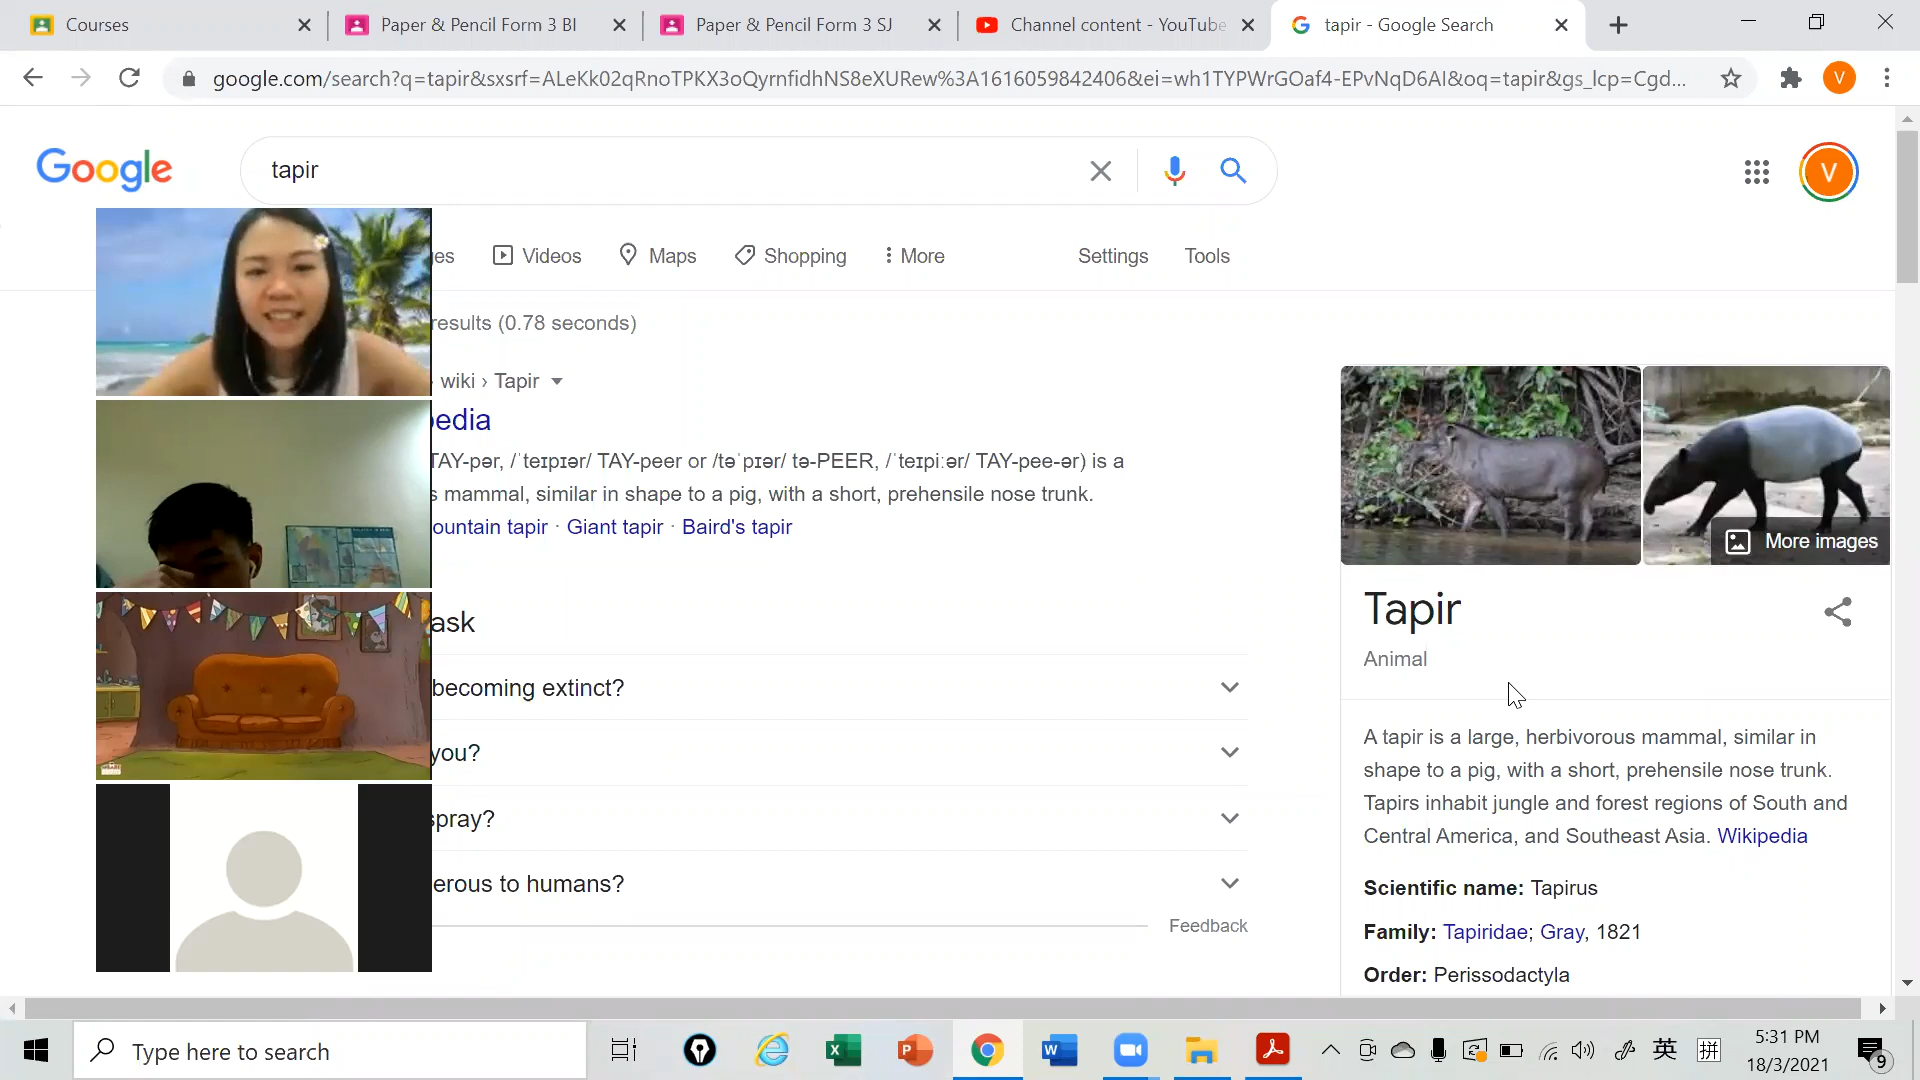 Courses
Paper & Pencil Form 3 BI
Paper & Pencil Form 3 SJ
Channel content - YouTube
tapir - Google Search
google.com/search?q=tapir&sxsrf=ALeKk02qRnoTPKX3oQyrnfidhNS8eXURew%3A1616059842406&ei=wh1TYPWrGOaf4-EPvNqD6AI&oq=tapir&gs_lcp=Cgd...
V
Google
tapir
V
es
Videos
Maps
Shopping
More
Settings
Tools
results (0.78 seconds)
wiki › Tapir
pedia
TAY-pər, /ˈteɪpɪər/ TAY-peer or /təˈpɪər/ tə-PEER, /ˈteɪpiːər/ TAY-pee-ər) is a
s mammal, similar in shape to a pig, with a short, prehensile nose trunk.
ountain tapir · Giant tapir · Baird's tapir
ask
becoming extinct?
you?
spray?
erous to humans?
Feedback
More images
Tapir
Animal
A tapir is a large, herbivorous mammal, similar in
shape to a pig, with a short, prehensile nose trunk.
Tapirs inhabit jungle and forest regions of South and
Central America, and Southeast Asia. Wikipedia
Scientific name: Tapirus
Family: Tapiridae; Gray, 1821
Order: Perissodactyla
Type here to search
英
拼
5:31 PM
18/3/2021
9